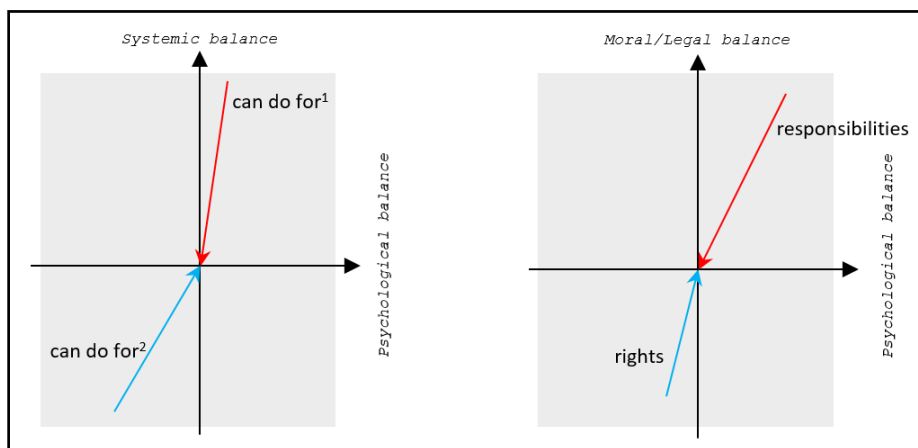 Systemic balance
can do for¹
can do for²
Psychological balance
Moral/Legal balance
responsibilities
rights
Psychological balance